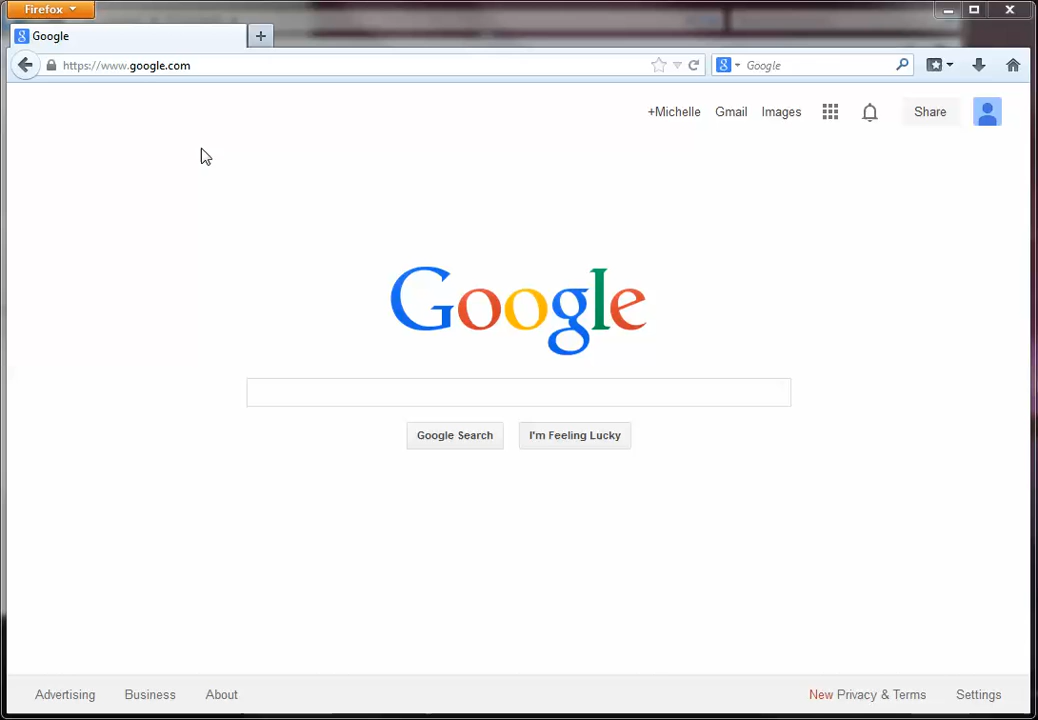 Firefox
Google
https://www.google.com
Google
+Michelle Gmail Images Share
Google
Google Search I'm Feeling Lucky
Advertising Business About New Privacy & Terms Settings